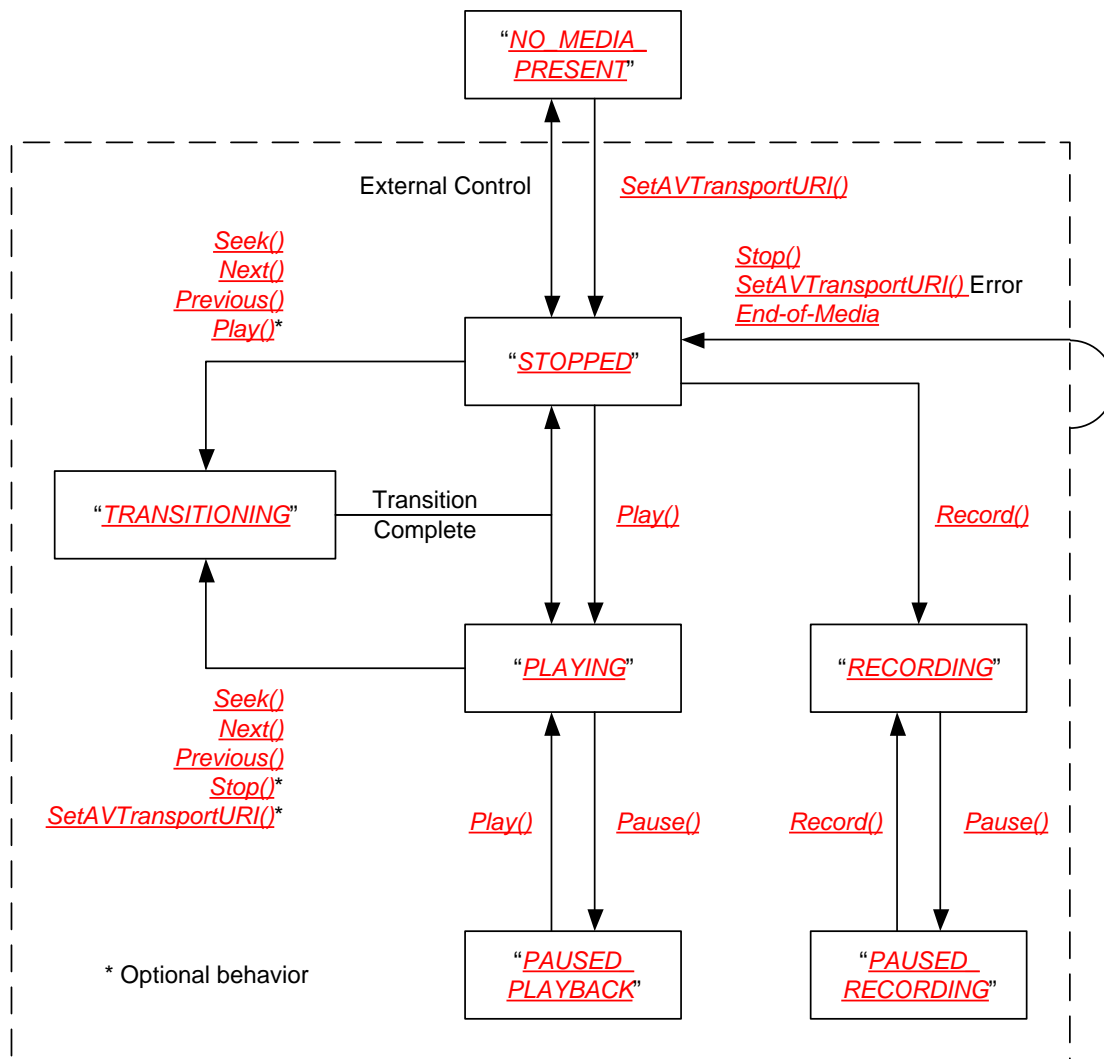 “NO_MEDIA_
PRESENT”
External Control
SetAVTransportURI()
Seek()
Next()
Previous()
Play()*
Stop()
SetAVTransportURI() Error
End-of-Media
“STOPPED”
“TRANSITIONING”
Transition
Complete
Play()
Record()
“PLAYING”
“RECORDING”
Seek()
Next()
Previous()
Stop()*
SetAVTransportURI()*
Play()
Pause()
Record()
Pause()
* Optional behavior
“PAUSED_
PLAYBACK”
“PAUSED_
RECORDING”